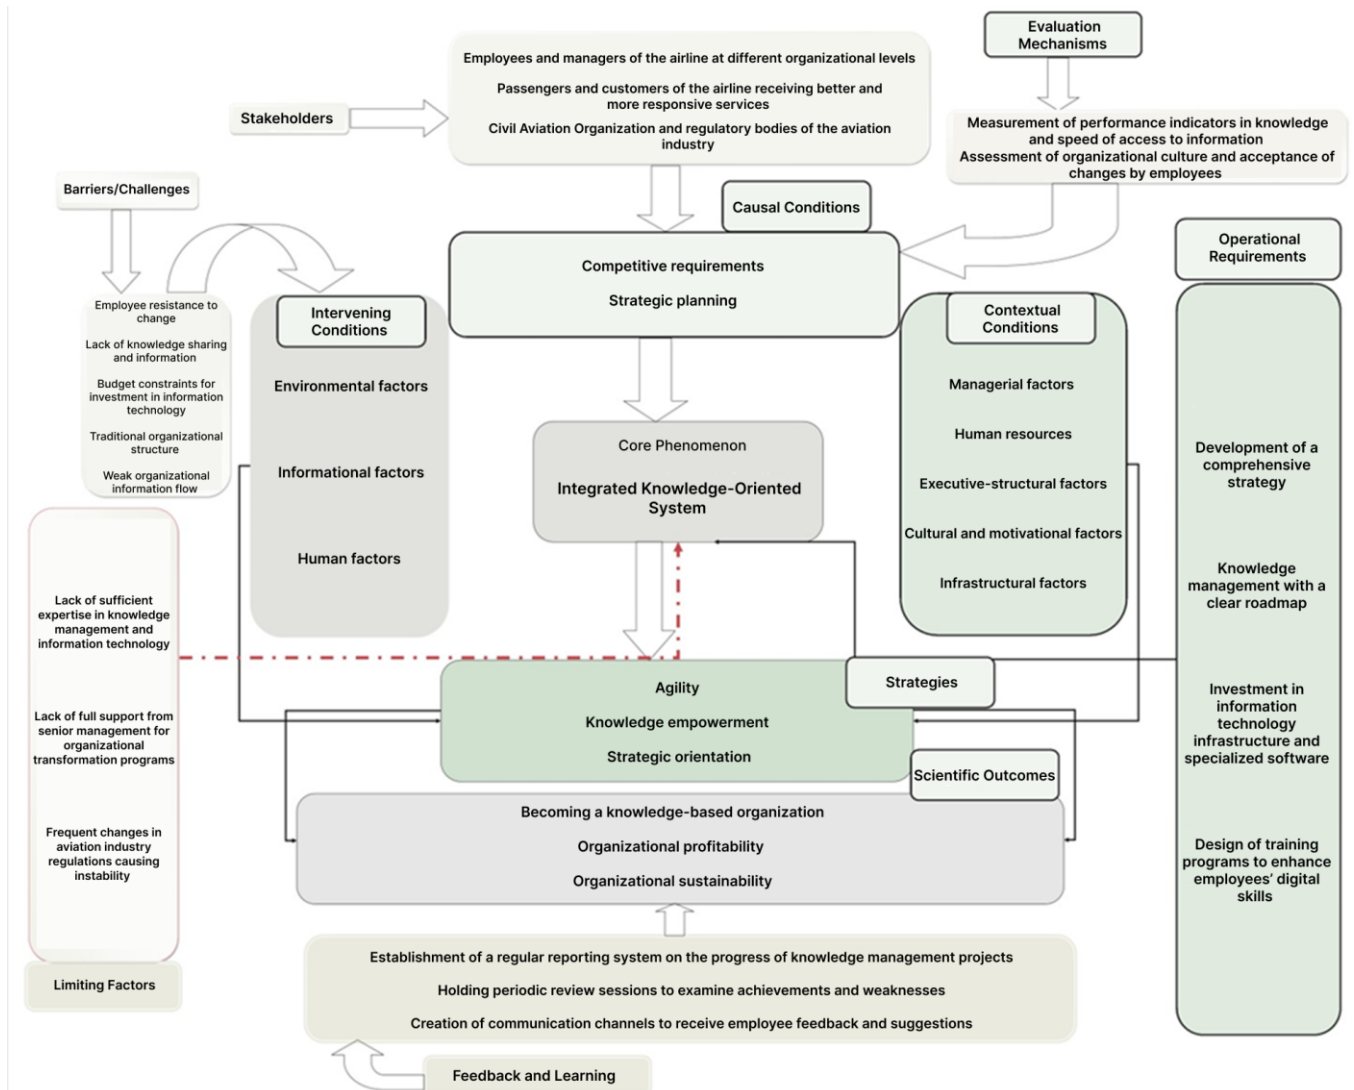 Evaluation
Mechanisms
Employees and managers of the airline at different organizational levels
Passengers and customers of the airline receiving better and
more responsive services
Civil Aviation Organization and regulatory bodies of the aviation
industry
Stakeholders
Measurement of performance indicators in knowledge
and speed of access to information
Assessment of organizational culture and acceptance of
changes by employees
Barriers/Challenges
Causal Conditions
Competitive requirements
Strategic planning
Operational
Requirements
Employee resistance to
change
Lack of knowledge sharing
and information
Budget constraints for
investment in information
technology
Traditional organizational
structure
Weak organizational
information flow
Intervening
Conditions
Environmental factors
Informational factors
Human factors
Contextual
Conditions
Managerial factors
Human resources
Executive-structural factors
Cultural and motivational factors
Infrastructural factors
Core Phenomenon
Integrated Knowledge-Oriented
System
Development of a
comprehensive
strategy
Knowledge
management with a
clear roadmap
Investment in
information
technology
infrastructure and
specialized software
Design of training
programs to enhance
employees' digital
skills
Lack of sufficient
expertise in knowledge
management and
information technology
Lack of full support from
senior management for
organizational
transformation programs
Frequent changes in
aviation industry
regulations causing
instability
Limiting Factors
Strategies
Agility
Knowledge empowerment
Strategic orientation
Scientific Outcomes
Becoming a knowledge-based organization
Organizational profitability
Organizational sustainability
Establishment of a regular reporting system on the progress of knowledge management projects
Holding periodic review sessions to examine achievements and weaknesses
Creation of communication channels to receive employee feedback and suggestions
Feedback and Learning